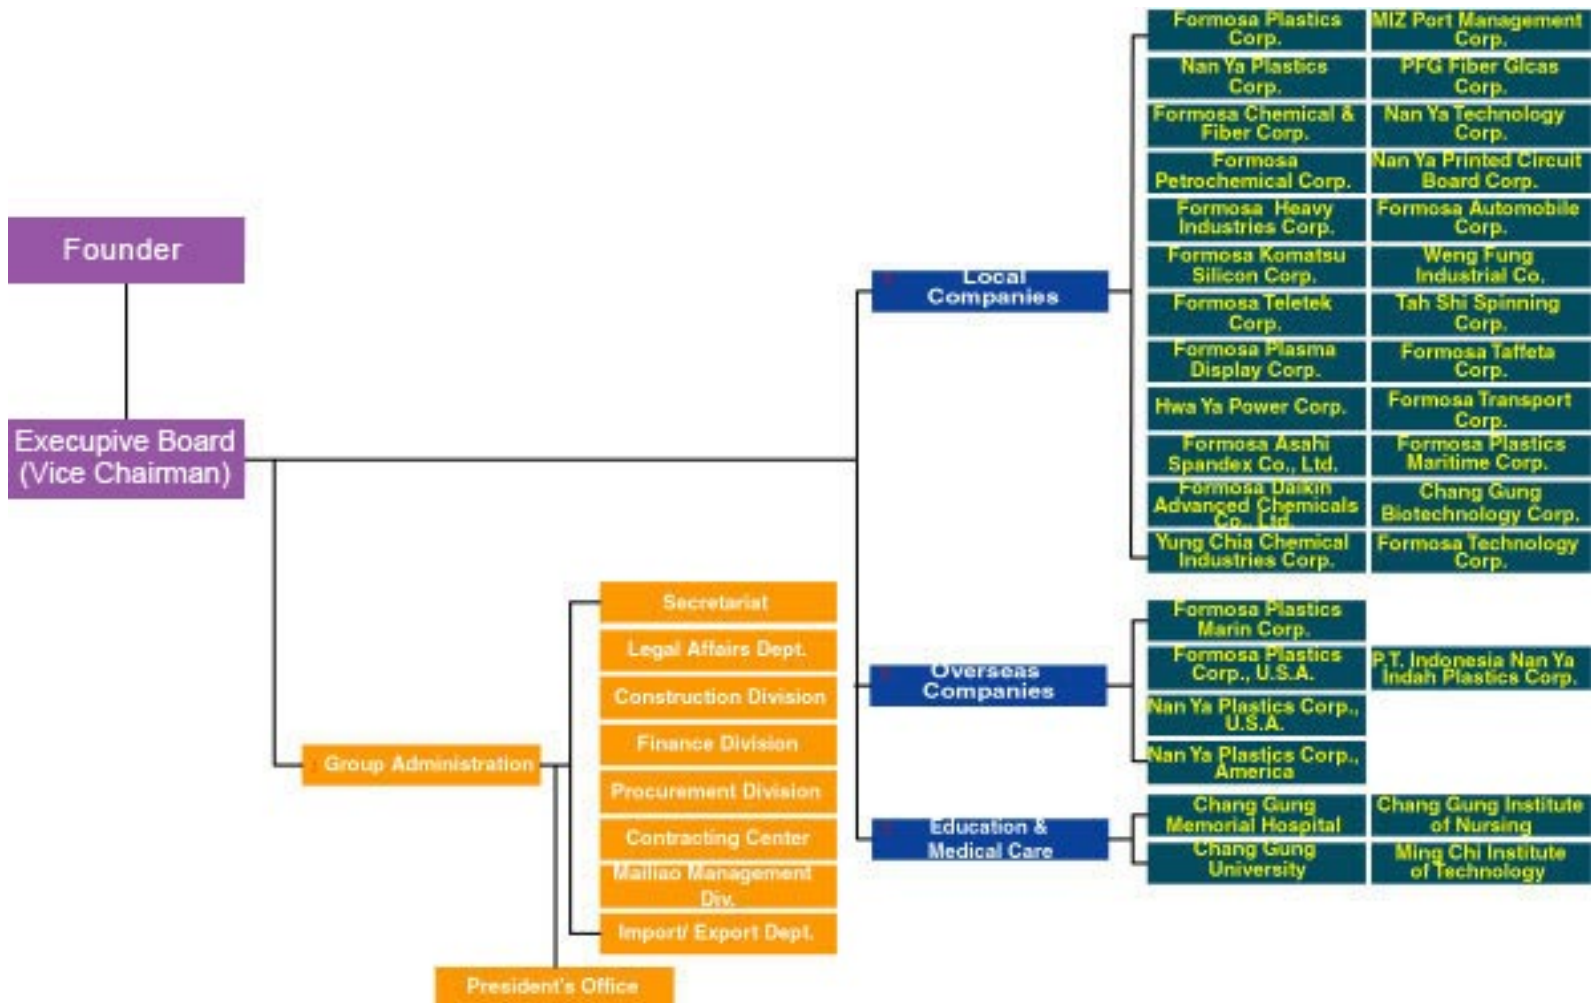 Founder
Execupive Board
(Vice Chairman)
Group Administration
Secretariat
Legal Affairs Dept.
Construction Division
Finance Division
Procurement Division
Contracting Center
Mailiao Management
Div.
Import/ Export Dept.
President's Office
Local
Companies
Formosa Plastics
Corp.
MIZ Port Management
Corp.
Nan Ya Plastics
Corp.
PFG Fiber Glcas
Corp.
Formosa Chemical &
Fiber Corp.
Nan Ya Technology
Corp.
Formosa
Petrochemical Corp.
Nan Ya Printed Circuit
Board Corp.
Formosa Heavy
Industries Corp.
Formosa Automobile
Corp.
Formosa Komatsu
Silicon Corp.
Weng Fung
Industrial Co.
Formosa Teletek
Corp.
Tah Shi Spinning
Corp.
Formosa Plasma
Display Corp.
Formosa Taffeta
Corp.
Hwa Ya Power Corp.
Formosa Transport
Corp.
Formosa Asahi
Spandex Co., Ltd.
Formosa Plastics
Maritime Corp.
Formosa Daikin
Advanced Chemicals
Co., Ltd.
Chang Gung
Biotechnology Corp.
Yung Chia Chemical
Industries Corp.
Formosa Technology
Corp.
Overseas
Companies
Formosa Plastics
Marin Corp.
Formosa Plastics
Corp., U.S.A.
P.T. Indonesia Nan Ya
Indah Plastics Corp.
Nan Ya Plastics Corp.,
U.S.A.
Nan Ya Plastics Corp.,
America
Education &
Medical Care
Chang Gung
Memorial Hospital
Chang Gung Institute
of Nursing
Chang Gung
University
Ming Chi Institute
of Technology